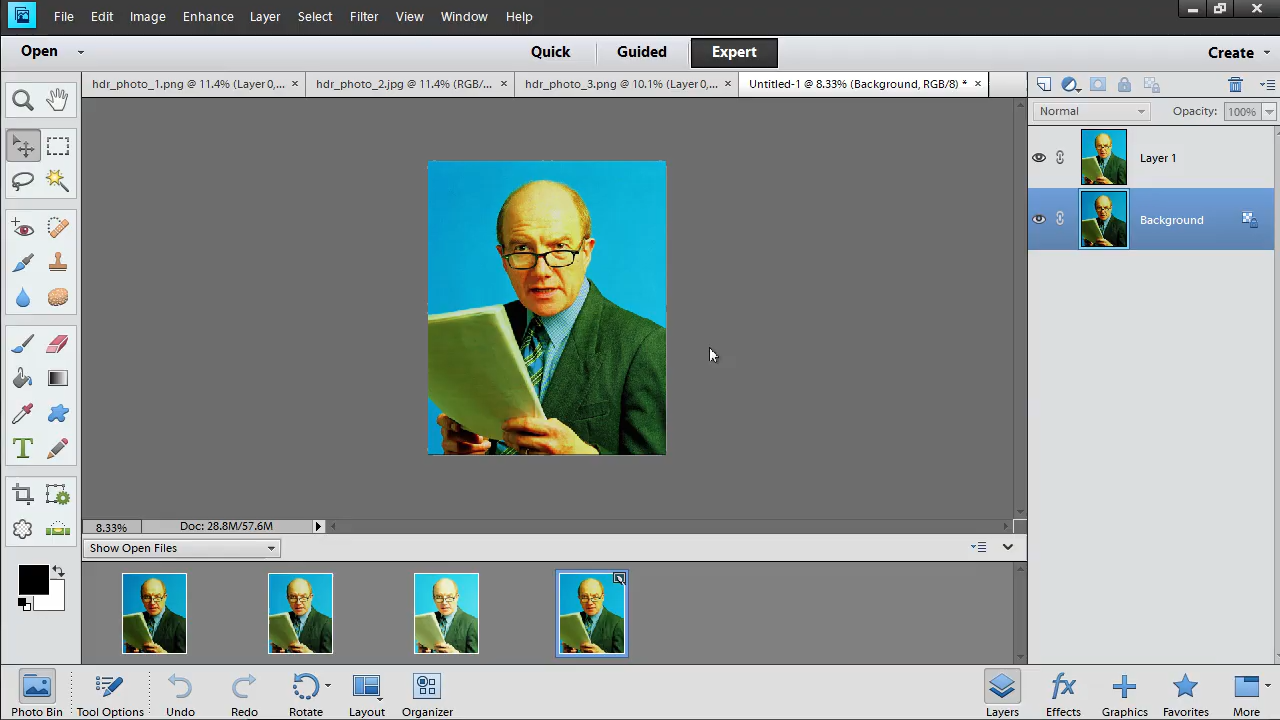 File Edit Image Enhance Layer Select Filter View Window Help
Open Quick Guided Expert Create
hdr_photo_1.png @ 11.4% (Layer 0,... × hdr_photo_2.jpg @ 11.4% (RGB/... × hdr_photo_3.png @ 10.1% (Layer 0,... × Untitled-1 @ 8.33% (Background, RGB/8) * ×
Normal Opacity: 100%
Layer 1
Background
T
8.33% Doc: 28.8M/57.6M
Show Open Files
fx
Photo Bin Tool Options Undo Redo Rotate Layout Organizer Layers Effects Graphics Favorites More